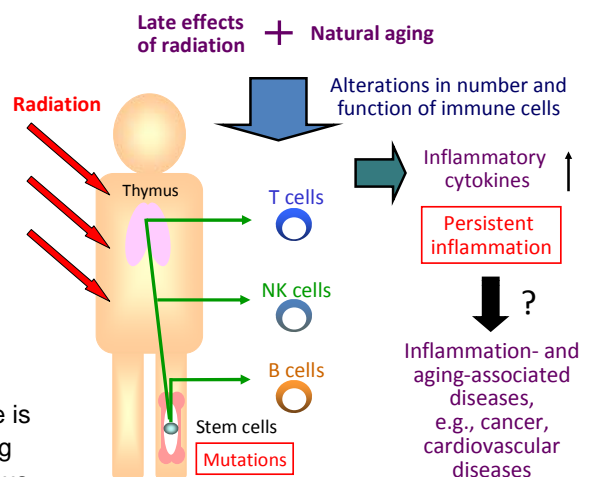 Late effects
of radiation
+
Natural aging
Alterations in number and
function of immune cells
Radiation
Thymus
T cells
NK cells
B cells
Stem cells
Mutations
Inflammatory
cytokines
Persistent
inflammation
?
Inflammation- and
aging-associated
diseases,
e.g., cancer,
cardiovascular
diseases
e is
g